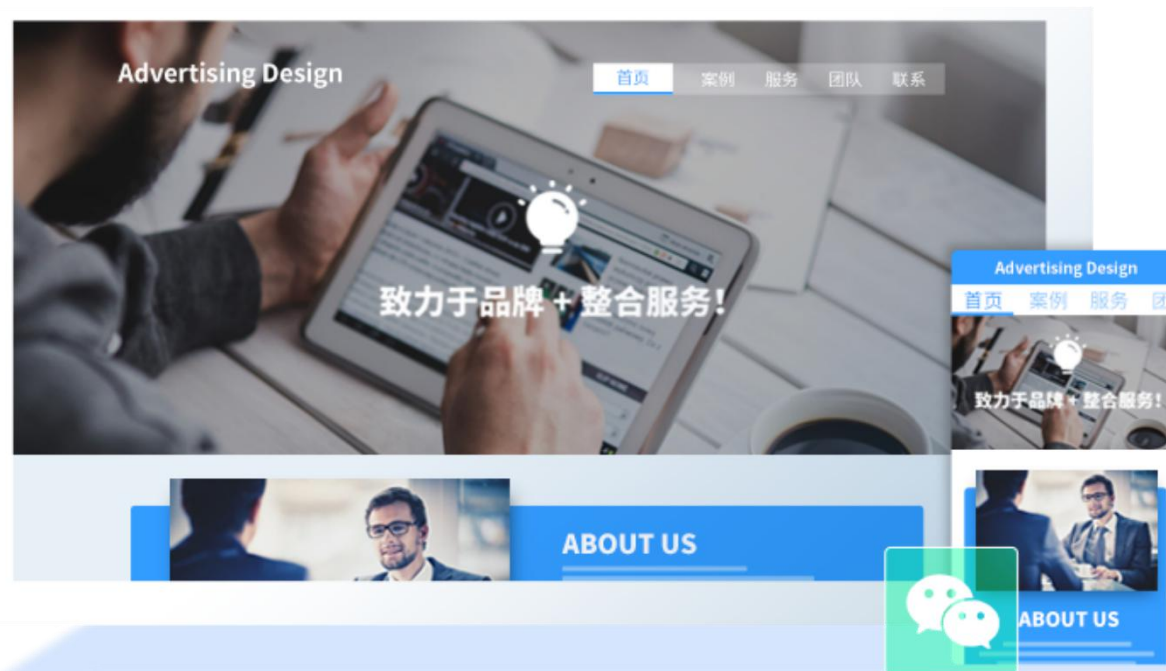 Advertising Design
首页 案例 服务 团队 联系
致力于品牌 + 整合服务！
ABOUT US
Advertising Design
首页 案例 服务
致力于品牌 + 整合服务！
ABOUT US